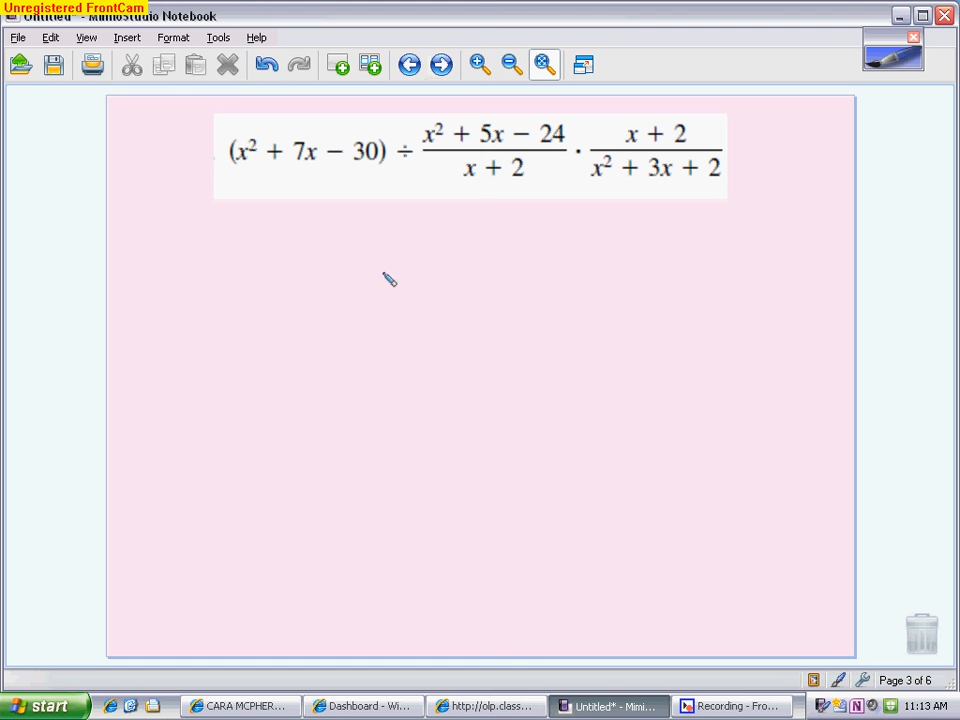 Unregistered FrontCam
Untitled* - MimioStudio Notebook
File Edit View Insert Format Tools Help
(x² + 7x − 30) ÷ x² + 5x − 24 / x + 2 · x + 2 / x² + 3x + 2
Page 3 of 6
start CARA MCPHER... Dashboard - Wi... http://olp.class... Untitled* - Mimi... Recording - Fro... 11:13 AM